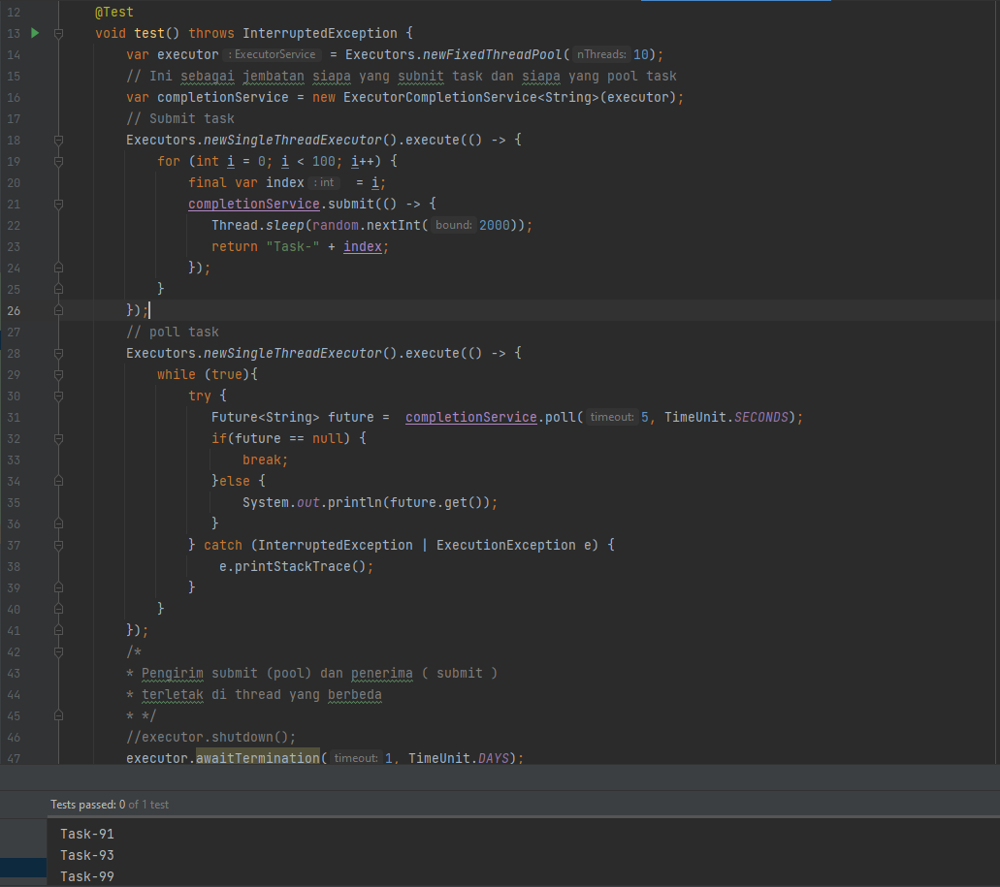 12 @Test
13 void test() throws InterruptedException {
14 var executor : ExecutorService = Executors.newFixedThreadPool( nThreads: 10);
15 // Ini sebagai jembatan siapa yang subnit task dan siapa yang pool task
16 var completionService = new ExecutorCompletionService<String>(executor);
17 // Submit task
18 Executors.newSingleThreadExecutor().execute(() -> {
19 for (int i = 0; i < 100; i++) {
20 final var index : int = i;
21 completionService.submit(() -> {
22 Thread.sleep(random.nextInt( bound: 2000));
23 return "Task-" + index;
24 });
25 }
26 });
27 // poll task
28 Executors.newSingleThreadExecutor().execute(() -> {
29 while (true){
30 try {
31 Future<String> future = completionService.poll( timeout: 5, TimeUnit.SECONDS);
32 if(future == null) {
33 break;
34 }else {
35 System.out.println(future.get());
36 }
37 } catch (InterruptedException | ExecutionException e) {
38 e.printStackTrace();
39 }
40 }
41 });
42 /*
43 * Pengirim submit (pool) dan penerima ( submit )
44 * terletak di thread yang berbeda
45 * */
46 //executor.shutdown();
47 executor.awaitTermination( timeout: 1, TimeUnit.DAYS);
Tests passed: 0 of 1 test
Task-91
Task-93
Task-99